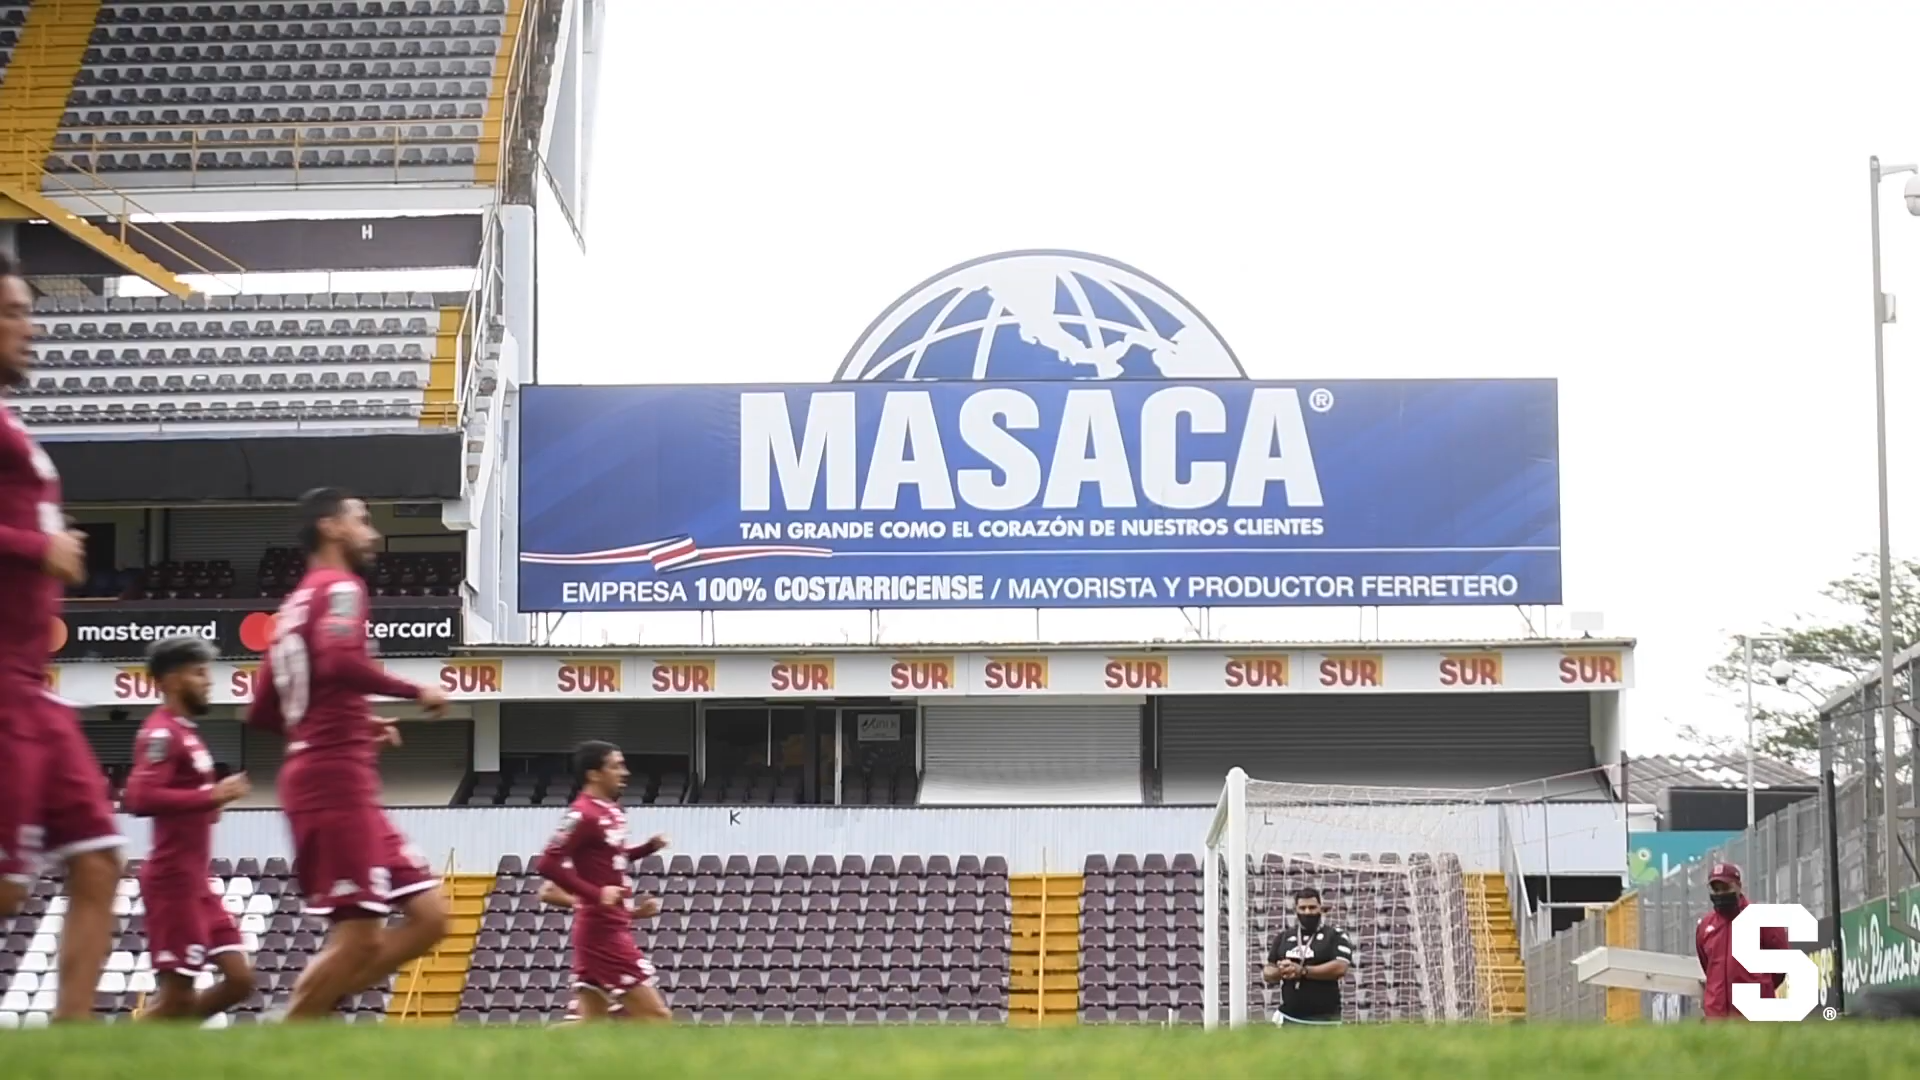 H
MASACA®
TAN GRANDE COMO EL CORAZÓN DE NUESTROS CLIENTES
EMPRESA 100% COSTARRICENSE / MAYORISTA Y PRODUCTOR FERRETERO
mastercard tercard
SUR SUR SUR SUR SUR SUR SUR SUR SUR SUR SUR
K L
S®